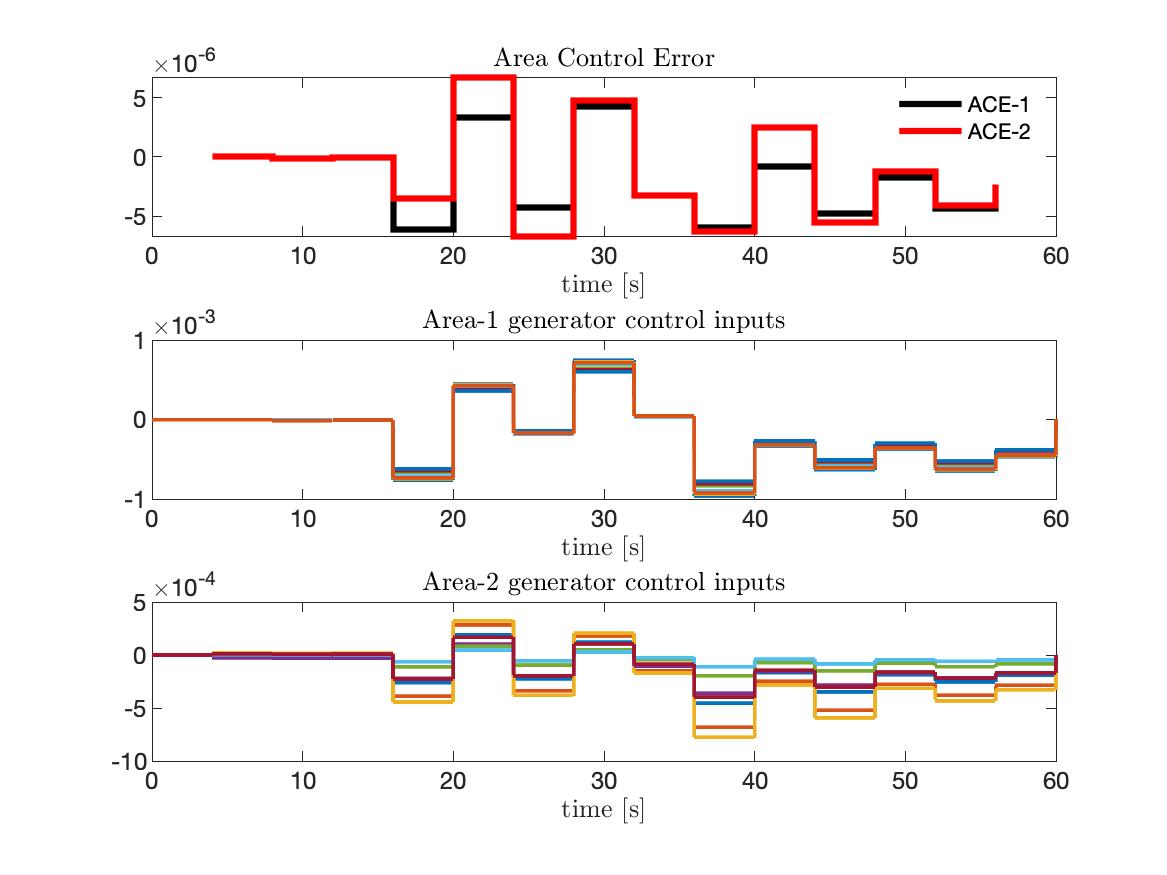 ×10-6
Area Control Error
5
0
-5
ACE-1
ACE-2
0 10 20 30 40 50 60
time [s]
×10-3
Area-1 generator control inputs
1
0
-1
0 10 20 30 40 50 60
time [s]
×10-4
Area-2 generator control inputs
5
0
-5
-10
0 10 20 30 40 50 60
time [s]